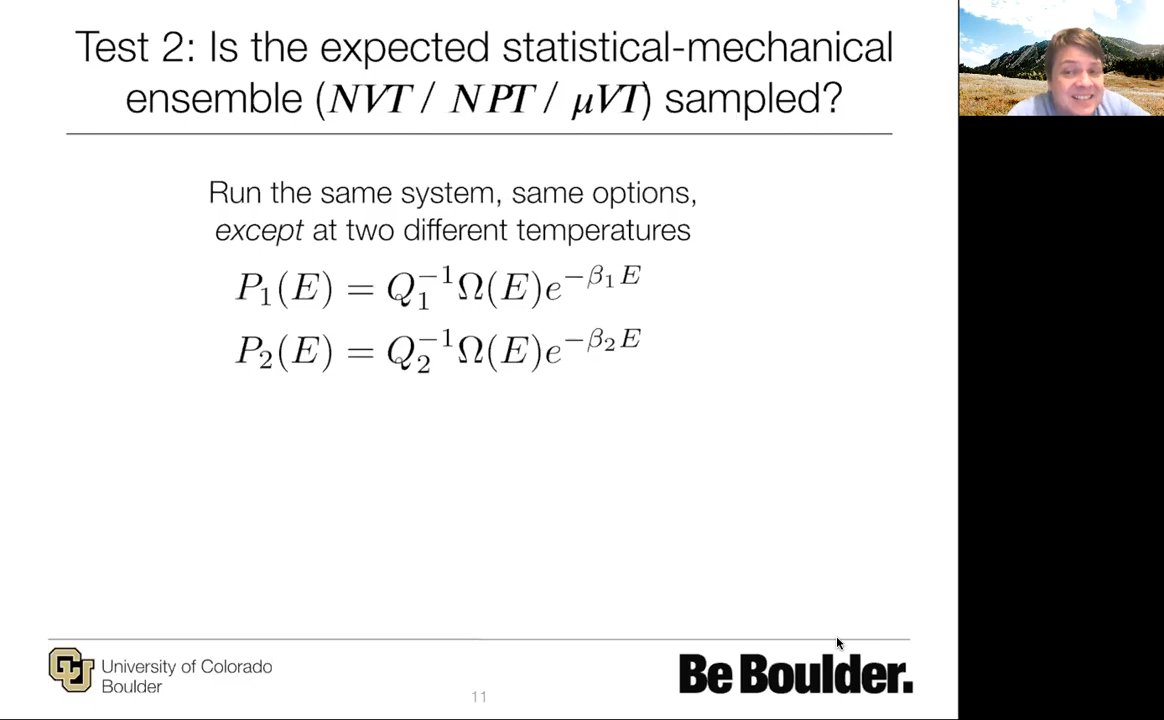 Test 2: Is the expected statistical-mechanical
ensemble (NVT / NPT / μVT) sampled?
Run the same system, same options,
except at two different temperatures
P₁(E) = Q₁⁻¹Ω(E)e^{−β₁E}
P₂(E) = Q₂⁻¹Ω(E)e^{−β₂E}
CU
University of Colorado
Boulder
11
Be Boulder.